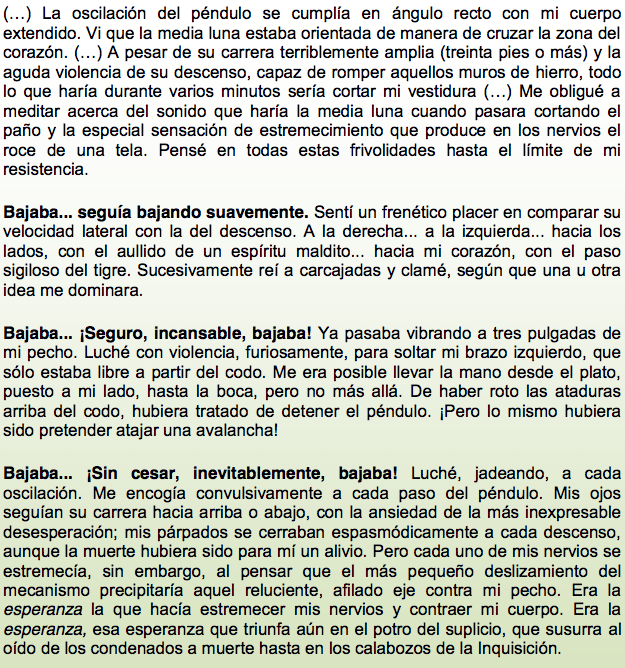 (…) La oscilación del péndulo se cumplía en ángulo recto con mi cuerpo
extendido. Vi que la media luna estaba orientada de manera de cruzar la zona del
corazón. (…) A pesar de su carrera terriblemente amplia (treinta pies o más) y la
aguda violencia de su descenso, capaz de romper aquellos muros de hierro, todo
lo que haría durante varios minutos sería cortar mi vestidura (…) Me obligué a
meditar acerca del sonido que haría la media luna cuando pasara cortando el
paño y la especial sensación de estremecimiento que produce en los nervios el
roce de una tela. Pensé en todas estas frivolidades hasta el límite de mi
resistencia.
Bajaba... seguía bajando suavemente. Sentí un frenético placer en comparar su
velocidad lateral con la del descenso. A la derecha... a la izquierda... hacia los
lados, con el aullido de un espíritu maldito... hacia mi corazón, con el paso
sigiloso del tigre. Sucesivamente reí a carcajadas y clamé, según que una u otra
idea me dominara.
Bajaba... ¡Seguro, incansable, bajaba! Ya pasaba vibrando a tres pulgadas de
mi pecho. Luché con violencia, furiosamente, para soltar mi brazo izquierdo, que
sólo estaba libre a partir del codo. Me era posible llevar la mano desde el plato,
puesto a mi lado, hasta la boca, pero no más allá. De haber roto las ataduras
arriba del codo, hubiera tratado de detener el péndulo. ¡Pero lo mismo hubiera
sido pretender atajar una avalancha!
Bajaba... ¡Sin cesar, inevitablemente, bajaba! Luché, jadeando, a cada
oscilación. Me encogía convulsivamente a cada paso del péndulo. Mis ojos
seguían su carrera hacia arriba o abajo, con la ansiedad de la más inexpresable
desesperación; mis párpados se cerraban espasmódicamente a cada descenso,
aunque la muerte hubiera sido para mí un alivio. Pero cada uno de mis nervios se
estremecía, sin embargo, al pensar que el más pequeño deslizamiento del
mecanismo precipitaría aquel reluciente, afilado eje contra mi pecho. Era la
esperanza la que hacía estremecer mis nervios y contraer mi cuerpo. Era la
esperanza, esa esperanza que triunfa aún en el potro del suplicio, que susurra al
oído de los condenados a muerte hasta en los calabozos de la Inquisición.